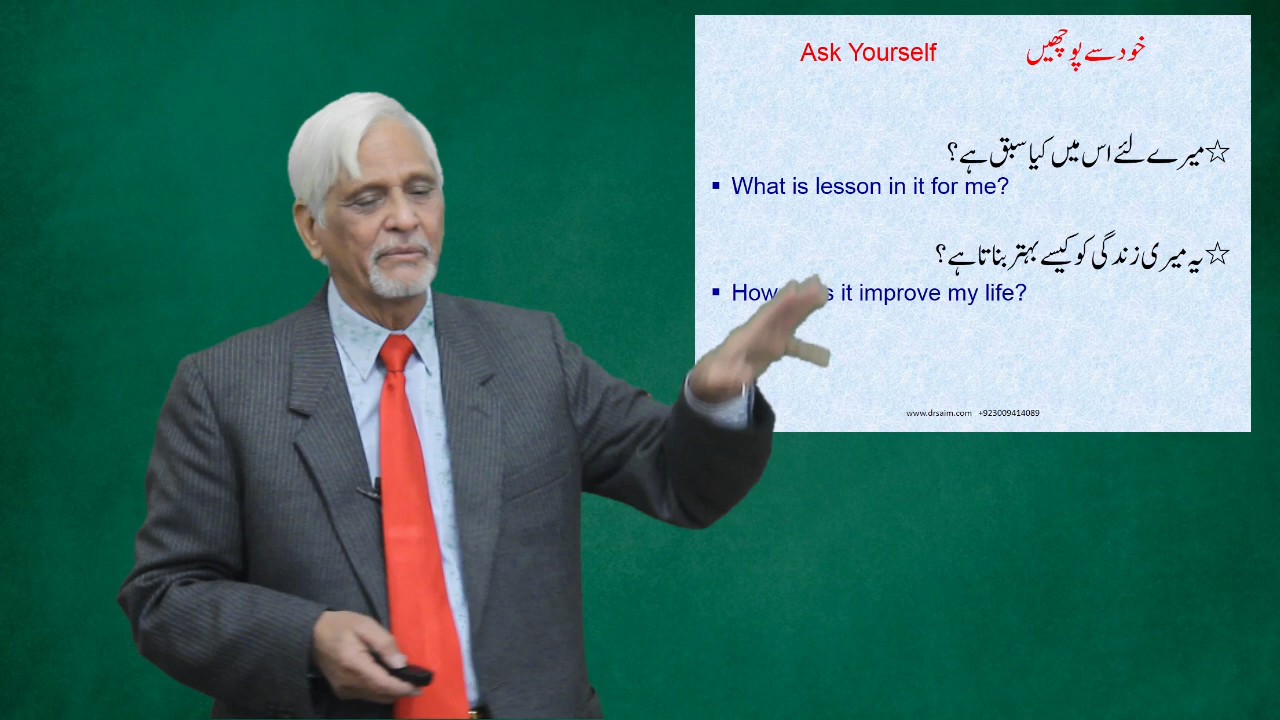 Ask Yourself خود سے پوچھیں
☆میرے لئے اس میں کیا سبق ہے؟
▪ What is lesson in it for me?
☆یہ میری زندگی کو کیسے بہتر بناتا ہے؟
▪ How it improve my life?
www.drsaim.com +923009414089